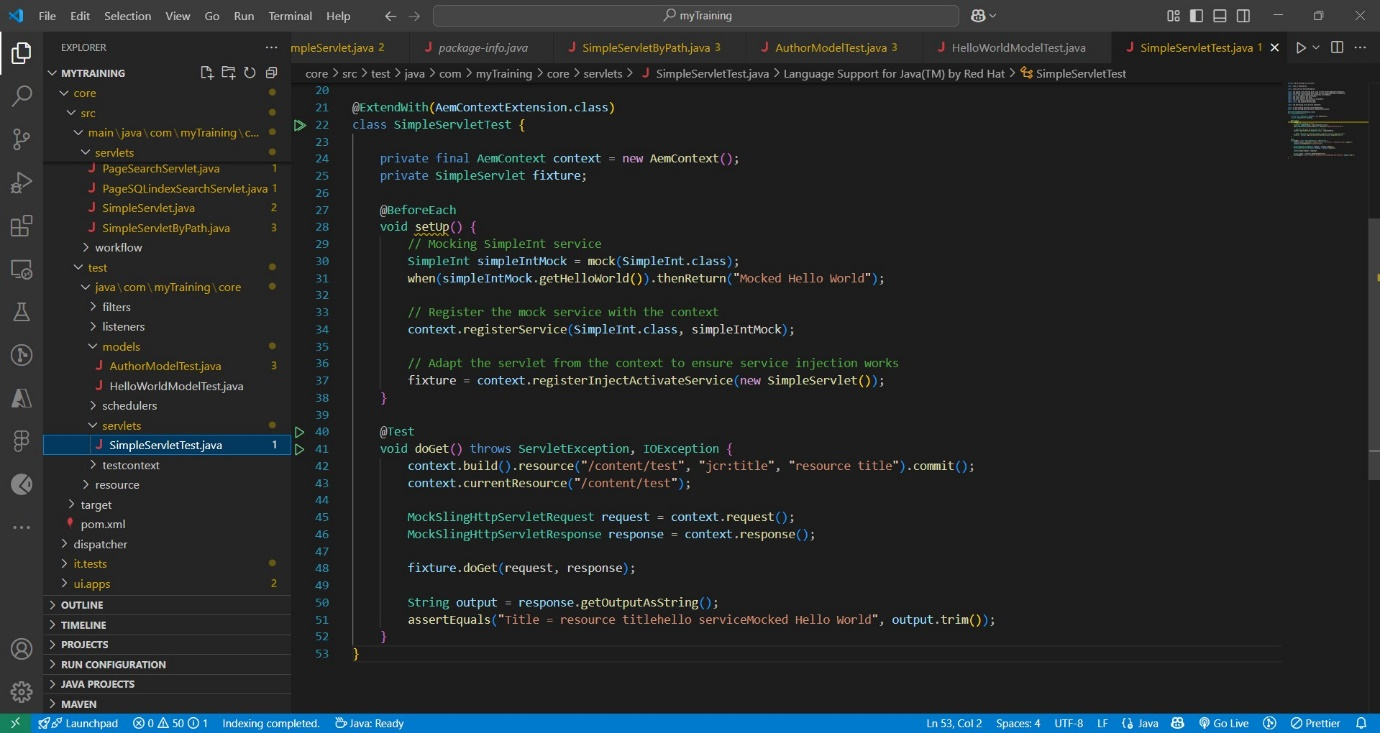 File Edit Selection View Go Run Terminal Help
myTraining
EXPLORER
mpleServlet.java 2
package-info.java
SimpleServletByPath.java 3
AuthorModelTest.java 3
HelloWorldModelTest.java
SimpleServletTest.java 1
MYTRAINING
core > src > test > java > com > myTraining > core > servlets > SimpleServletTest.java > Language Support for Java(TM) by Red Hat > SimpleServletTest
core
src
main\java\com\myTraining\c...
servlets
PageSearchServlet.java 1
PageSQLindexSearchServlet.java 1
SimpleServlet.java 2
SimpleServletByPath.java 3
workflow
test
java\com\myTraining\core
filters
listeners
models
AuthorModelTest.java 3
HelloWorldModelTest.java
schedulers
servlets
SimpleServletTest.java 1
testcontext
resource
target
pom.xml
dispatcher
it.tests
ui.apps 2
OUTLINE
TIMELINE
PROJECTS
RUN CONFIGURATION
JAVA PROJECTS
MAVEN
20
21 @ExtendWith(AemContextExtension.class)
22 class SimpleServletTest {
23
24 private final AemContext context = new AemContext();
25 private SimpleServlet fixture;
26
27 @BeforeEach
28 void setUp() {
29 // Mocking SimpleInt service
30 SimpleInt simpleIntMock = mock(SimpleInt.class);
31 when(simpleIntMock.getHelloWorld()).thenReturn("Mocked Hello World");
32
33 // Register the mock service with the context
34 context.registerService(SimpleInt.class, simpleIntMock);
35
36 // Adapt the servlet from the context to ensure service injection works
37 fixture = context.registerInjectActivateService(new SimpleServlet());
38 }
39
40 @Test
41 void doGet() throws ServletException, IOException {
42 context.build().resource("/content/test", "jcr:title", "resource title").commit();
43 context.currentResource("/content/test");
44
45 MockSlingHttpServletRequest request = context.request();
46 MockSlingHttpServletResponse response = context.response();
47
48 fixture.doGet(request, response);
49
50 String output = response.getOutputAsString();
51 assertEquals("Title = resource titlehello serviceMocked Hello World", output.trim());
52 }
53 }
Launchpad 0 50 1 Indexing completed. Java: Ready Ln 53, Col 2 Spaces: 4 UTF-8 LF {} Java Go Live Prettier